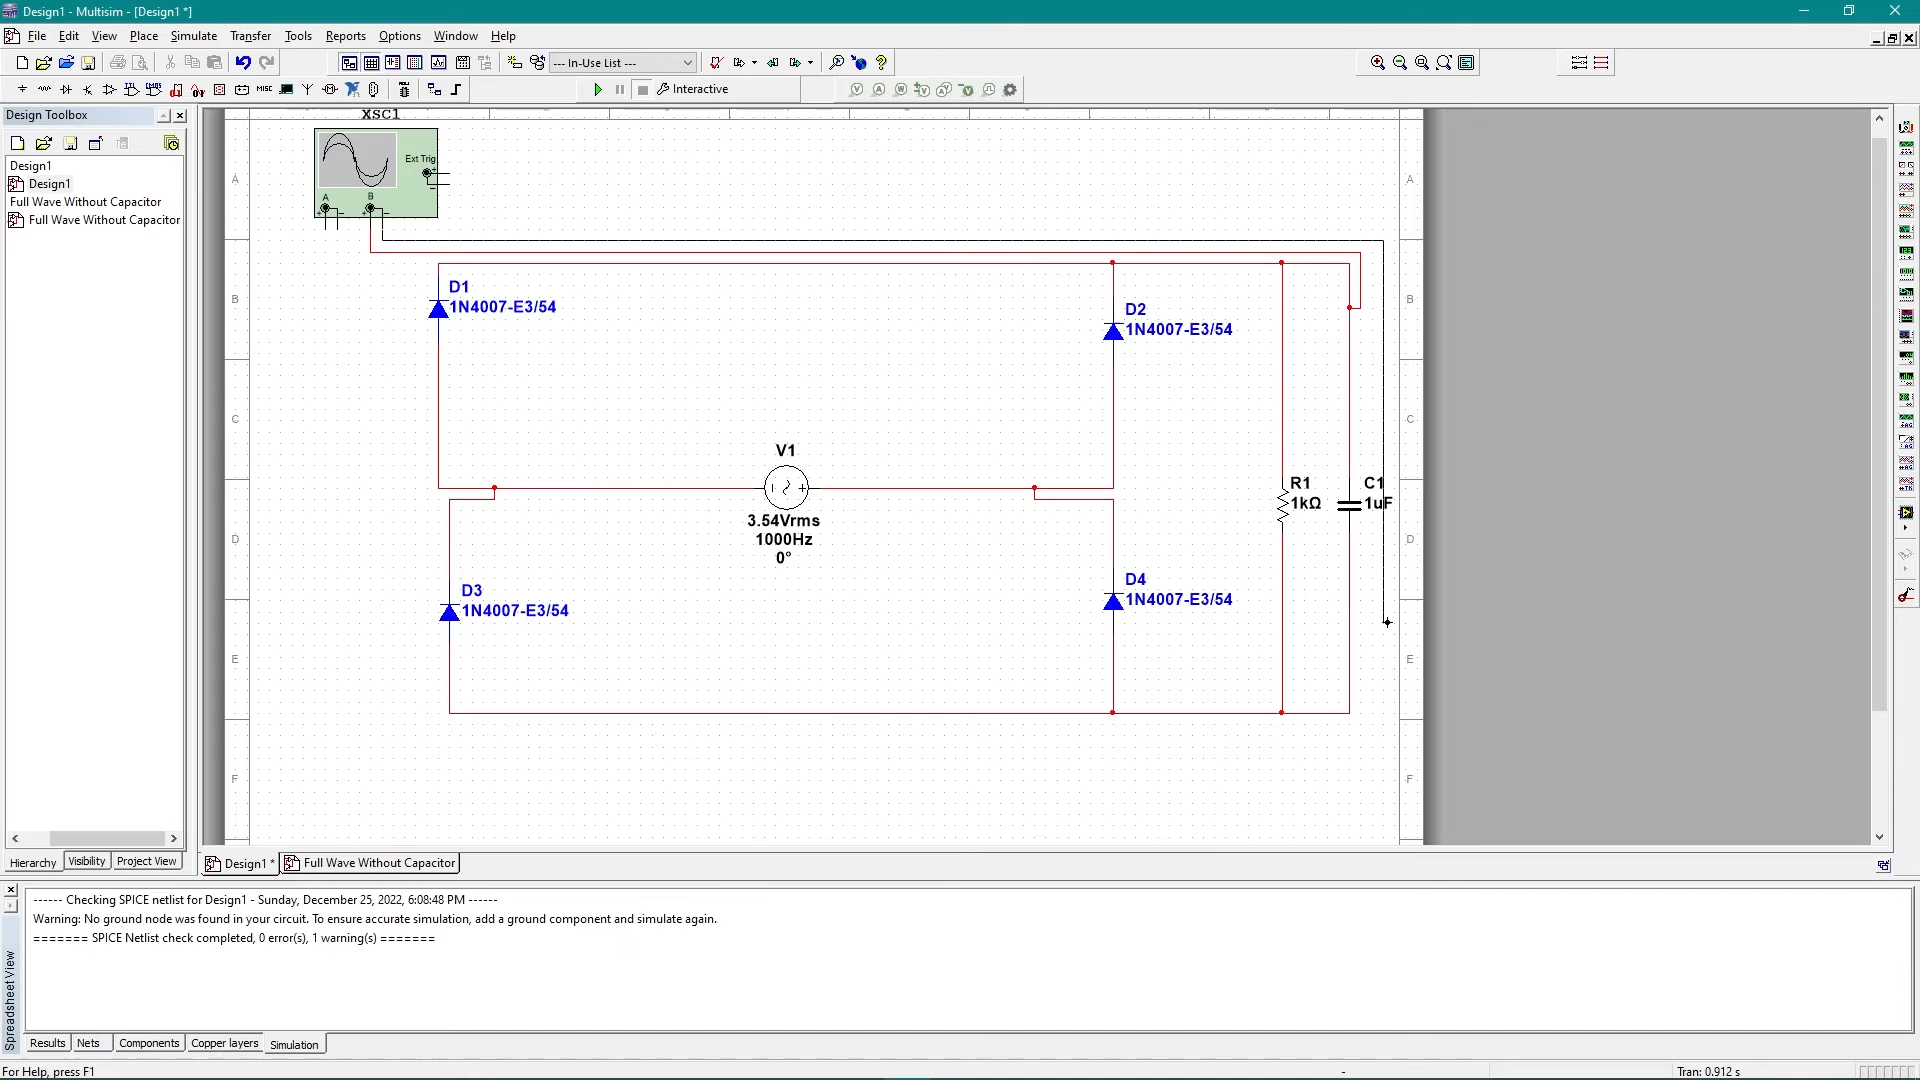 Design1 - Multisim - [Design1 *]
File Edit View Place Simulate Transfer Tools Reports Options Window Help
--- In-Use List ---
MISC
Interactive
Design Toolbox
Design1
Design1
Full Wave Without Capacitor
Full Wave Without Capacitor
Hierarchy Visibility Project View
XSC1
Ext Trig
A B
A A
B B
C C
D D
E E
F F
D1
1N4007-E3/54
D2
1N4007-E3/54
V1
3.54Vrms
1000Hz
0°
R1
1kΩ
C1
1uF
D3
1N4007-E3/54
D4
1N4007-E3/54
Design1 * Full Wave Without Capacitor
------ Checking SPICE netlist for Design1 - Sunday, December 25, 2022, 6:08:48 PM ------
Warning: No ground node was found in your circuit. To ensure accurate simulation, add a ground component and simulate again.
======= SPICE Netlist check completed, 0 error(s), 1 warning(s) =======
Spreadsheet View
Results Nets Components Copper layers Simulation
For Help, press F1
-
Tran: 0.912 s